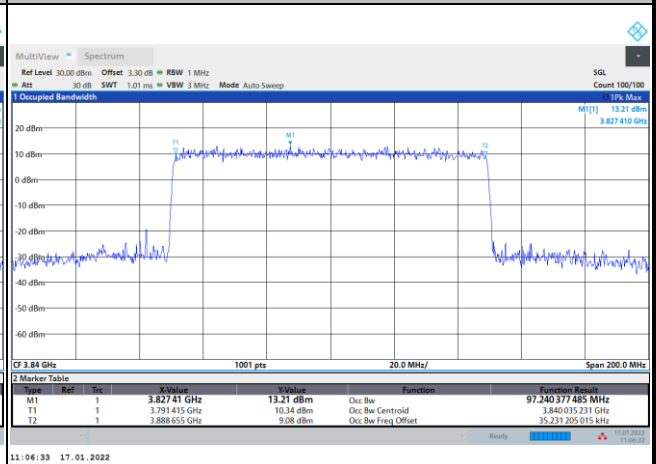 MultiView Spectrum
Ref Level 30.00 dBm Offset 3.30 dB RBW 1 MHz SGL
Att 30 dB SWT 1.01 ms VBW 3 MHz Mode Auto Sweep Count 100/100
1 Occupied Bandwidth 1Pk Max
M1[1] 13.21 dBm
3.827 410 GHz
20 dBm
M1
T1
T2
10 dBm
0 dBm
-10 dBm
-20 dBm
-30 dBm
-40 dBm
-50 dBm
-60 dBm
CF 3.84 GHz 1001 pts 20.0 MHz/ Span 200.0 MHz
2 Marker Table
Type Ref Trc X-Value Y-Value Function Function Result
M1 1 3.827 41 GHz 13.21 dBm Occ Bw 97.240 377 485 MHz
T1 1 3.791 415 GHz 10.34 dBm Occ Bw Centroid 3.840 035 231 GHz
T2 1 3.888 655 GHz 9.08 dBm Occ Bw Freq Offset 35.231 205 015 kHz
Ready 17.01.2022
11:06:32
11:06:33 17.01.2022